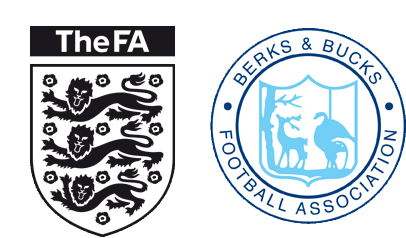 TheFA
BERKS & BUCKS
FOOTBALL ASSOCIATION